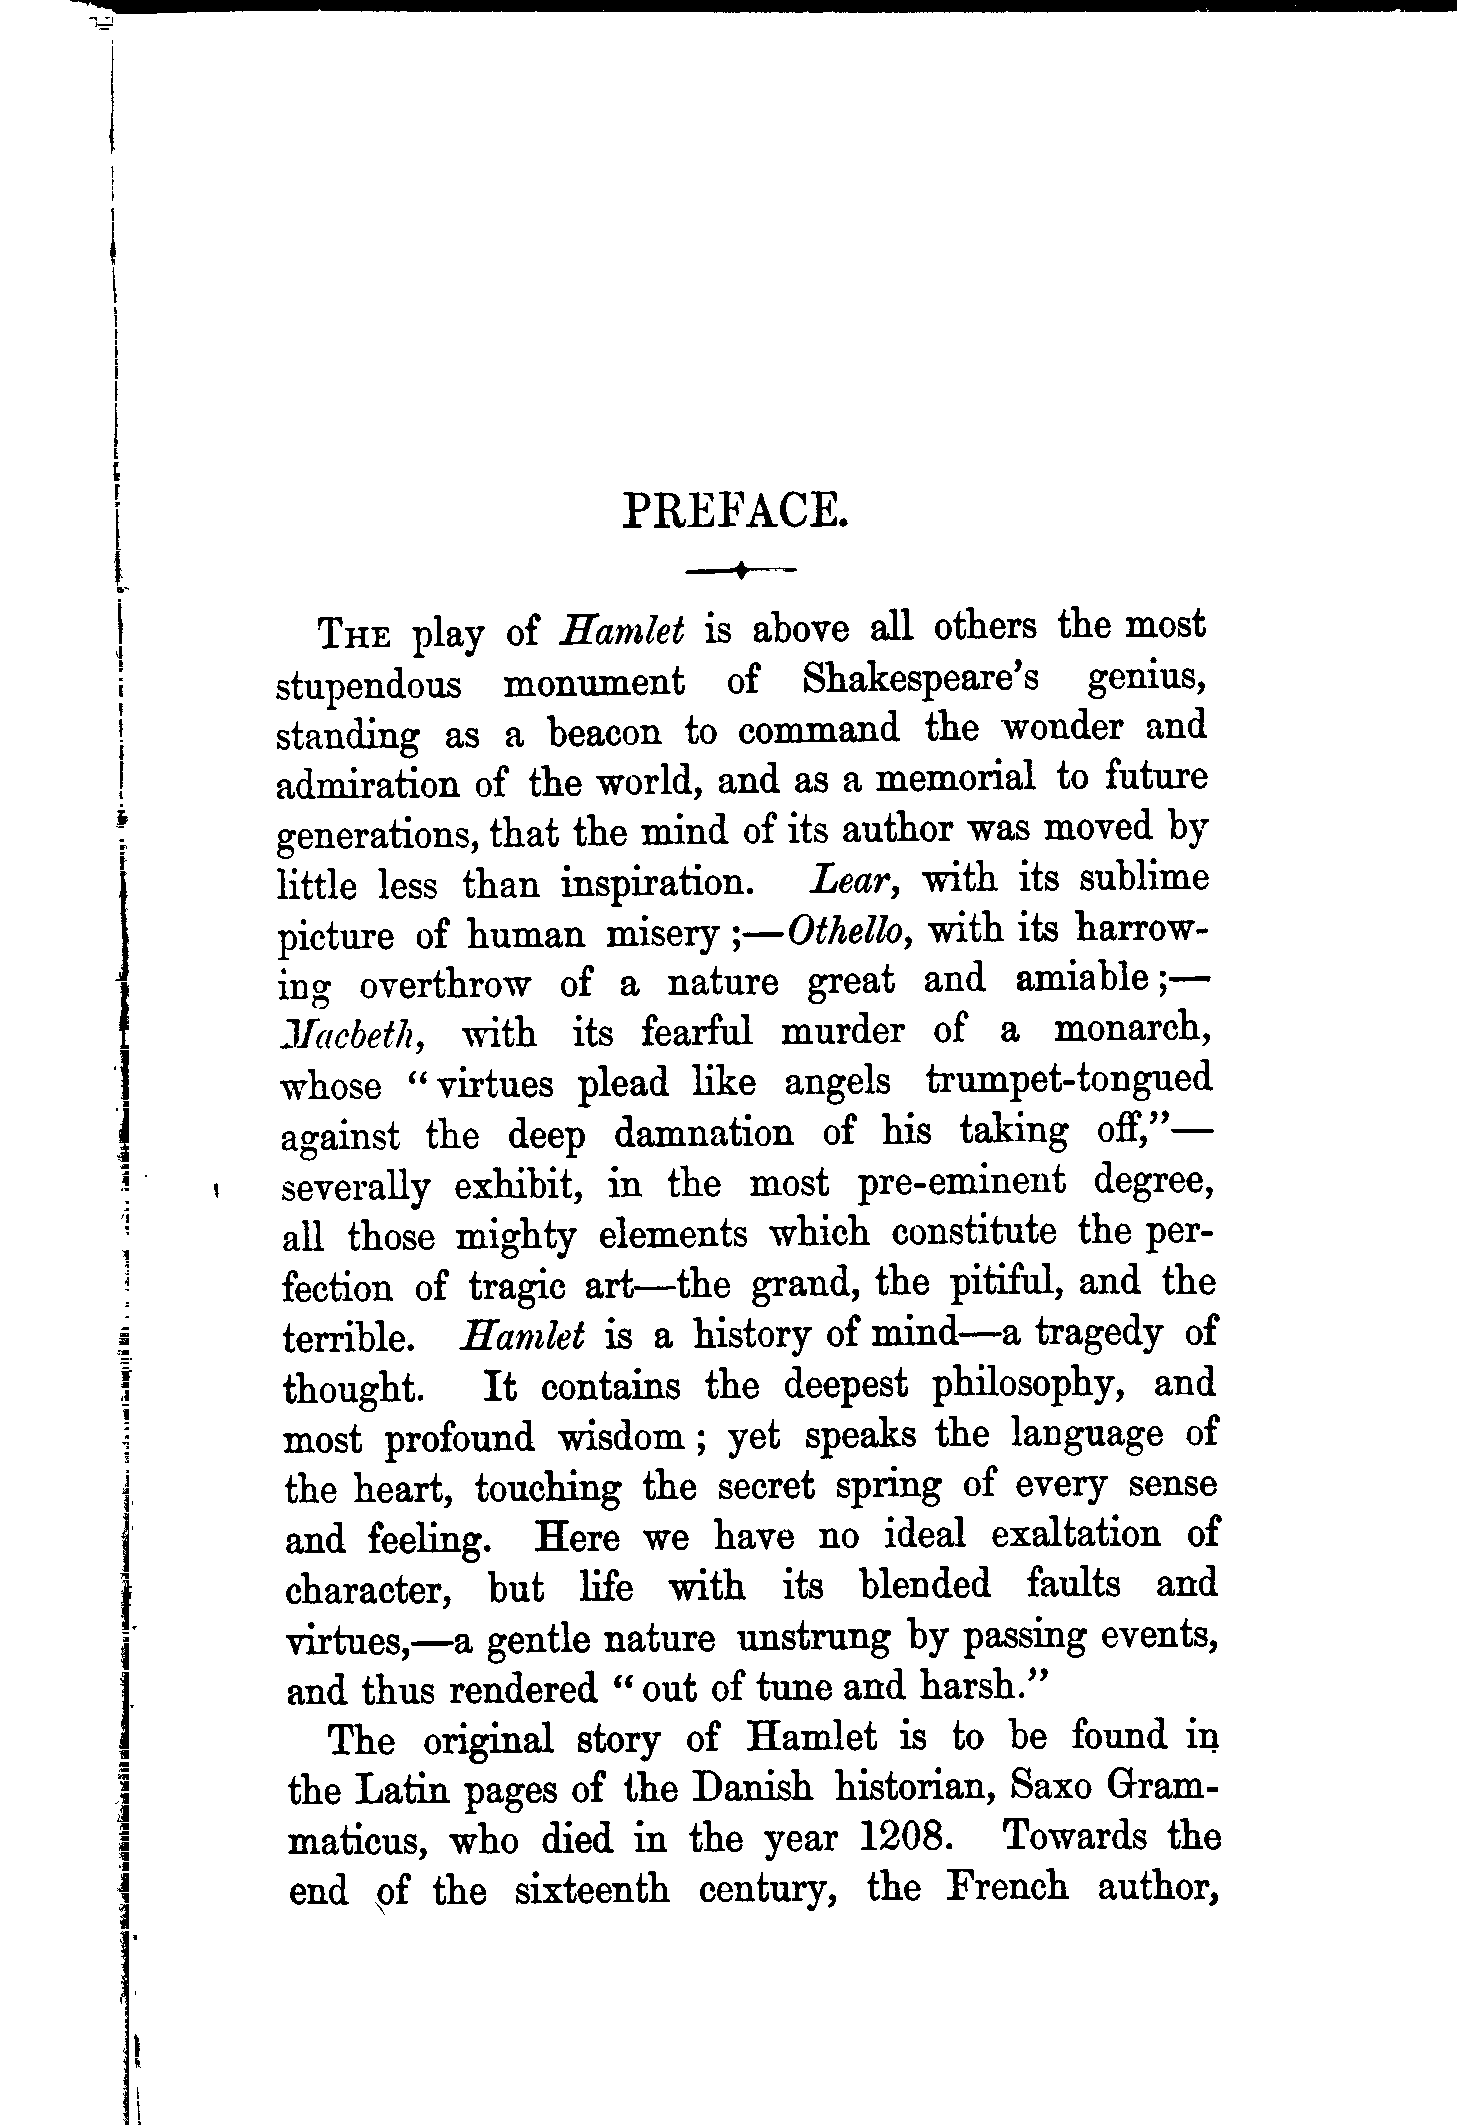 PREFACE.
THE play of Hamlet is above all others the most
stupendous monument of Shakespeare's genius,
standing as a beacon to command the wonder and
admiration of the world, and as a memorial to future
generations, that the mind of its author was moved by
little less than inspiration. Lear, with its sublime
picture of human misery ;—Othello, with its harrow-
ing overthrow of a nature great and amiable ;—
Macbeth, with its fearful murder of a monarch,
whose " virtues plead like angels trumpet-tongued
against the deep damnation of his taking off,"—
severally exhibit, in the most pre-eminent degree,
all those mighty elements which constitute the per-
fection of tragic art—the grand, the pitiful, and the
terrible. Hamlet is a history of mind—a tragedy of
thought. It contains the deepest philosophy, and
most profound wisdom ; yet speaks the language of
the heart, touching the secret spring of every sense
and feeling. Here we have no ideal exaltation of
character, but life with its blended faults and
virtues,—a gentle nature unstrung by passing events,
and thus rendered " out of tune and harsh."
The original story of Hamlet is to be found in
the Latin pages of the Danish historian, Saxo Gram-
maticus, who died in the year 1208. Towards the
end of the sixteenth century, the French author,